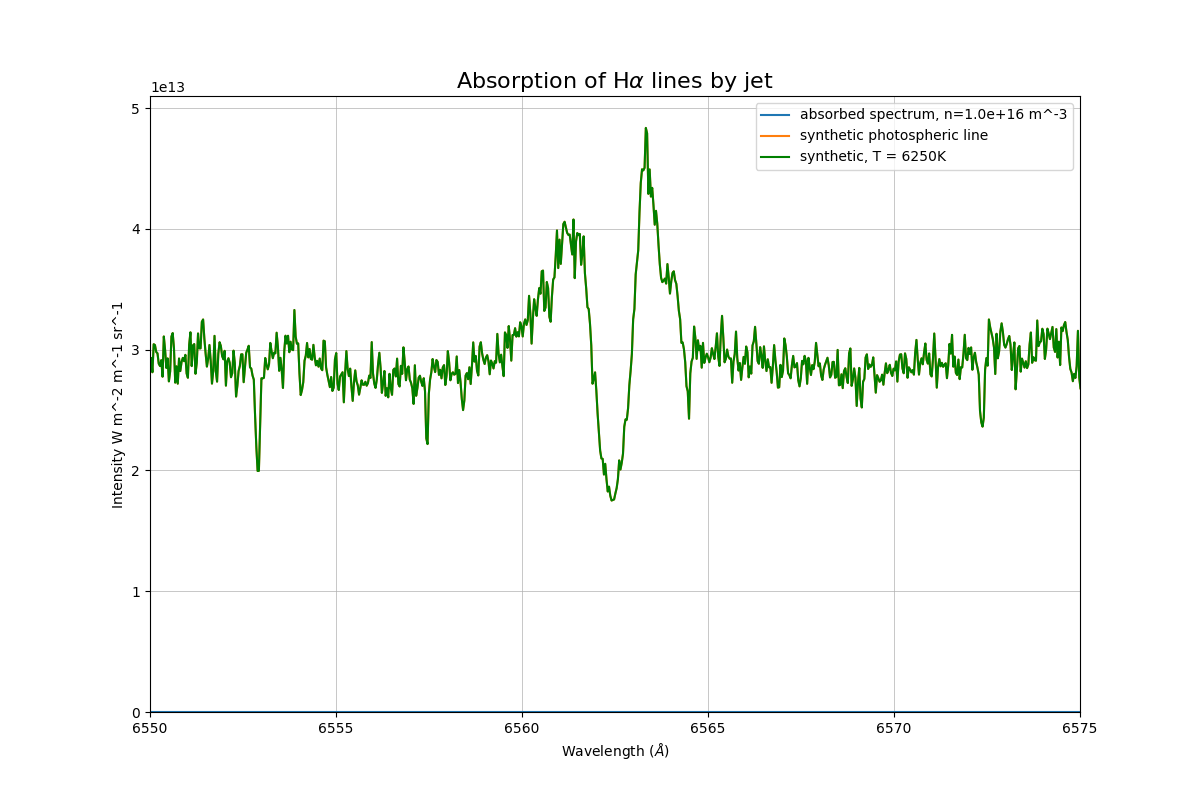 Absorption of Hα lines by jet
1e13
absorbed spectrum, n=1.0e+16 m^-3
synthetic photospheric line
synthetic, T = 6250K
5
4
3
2
1
0
Intensity W m^-2 m^-1 sr^-1
6550 6555 6560 6565 6570 6575
Wavelength (Å)